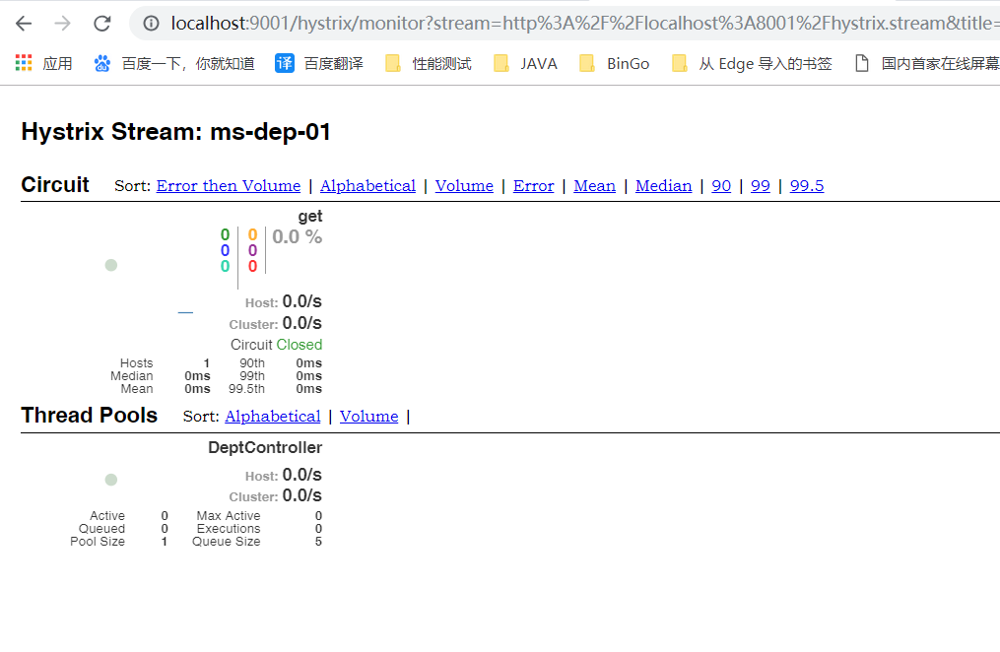 localhost:9001/hystrix/monitor?stream=http%3A%2F%2Flocalhost%3A8001%2Fhystrix.stream&title=
应用 百度一下，你就知道 译 百度翻译 性能测试 JAVA BinGo 从 Edge 导入的书签 国内首家在线屏幕
Hystrix Stream: ms-dep-01
Circuit Sort: Error then Volume | Alphabetical | Volume | Error | Mean | Median | 90 | 99 | 99.5
get
0 0 0.0 %
0 0
0 0
Host: 0.0/s
Cluster: 0.0/s
Circuit Closed
Hosts 1 90th 0ms
Median 0ms 99th 0ms
Mean 0ms 99.5th 0ms
Thread Pools Sort: Alphabetical | Volume |
DeptController
Host: 0.0/s
Cluster: 0.0/s
Active 0 Max Active 0
Queued 0 Executions 0
Pool Size 1 Queue Size 5